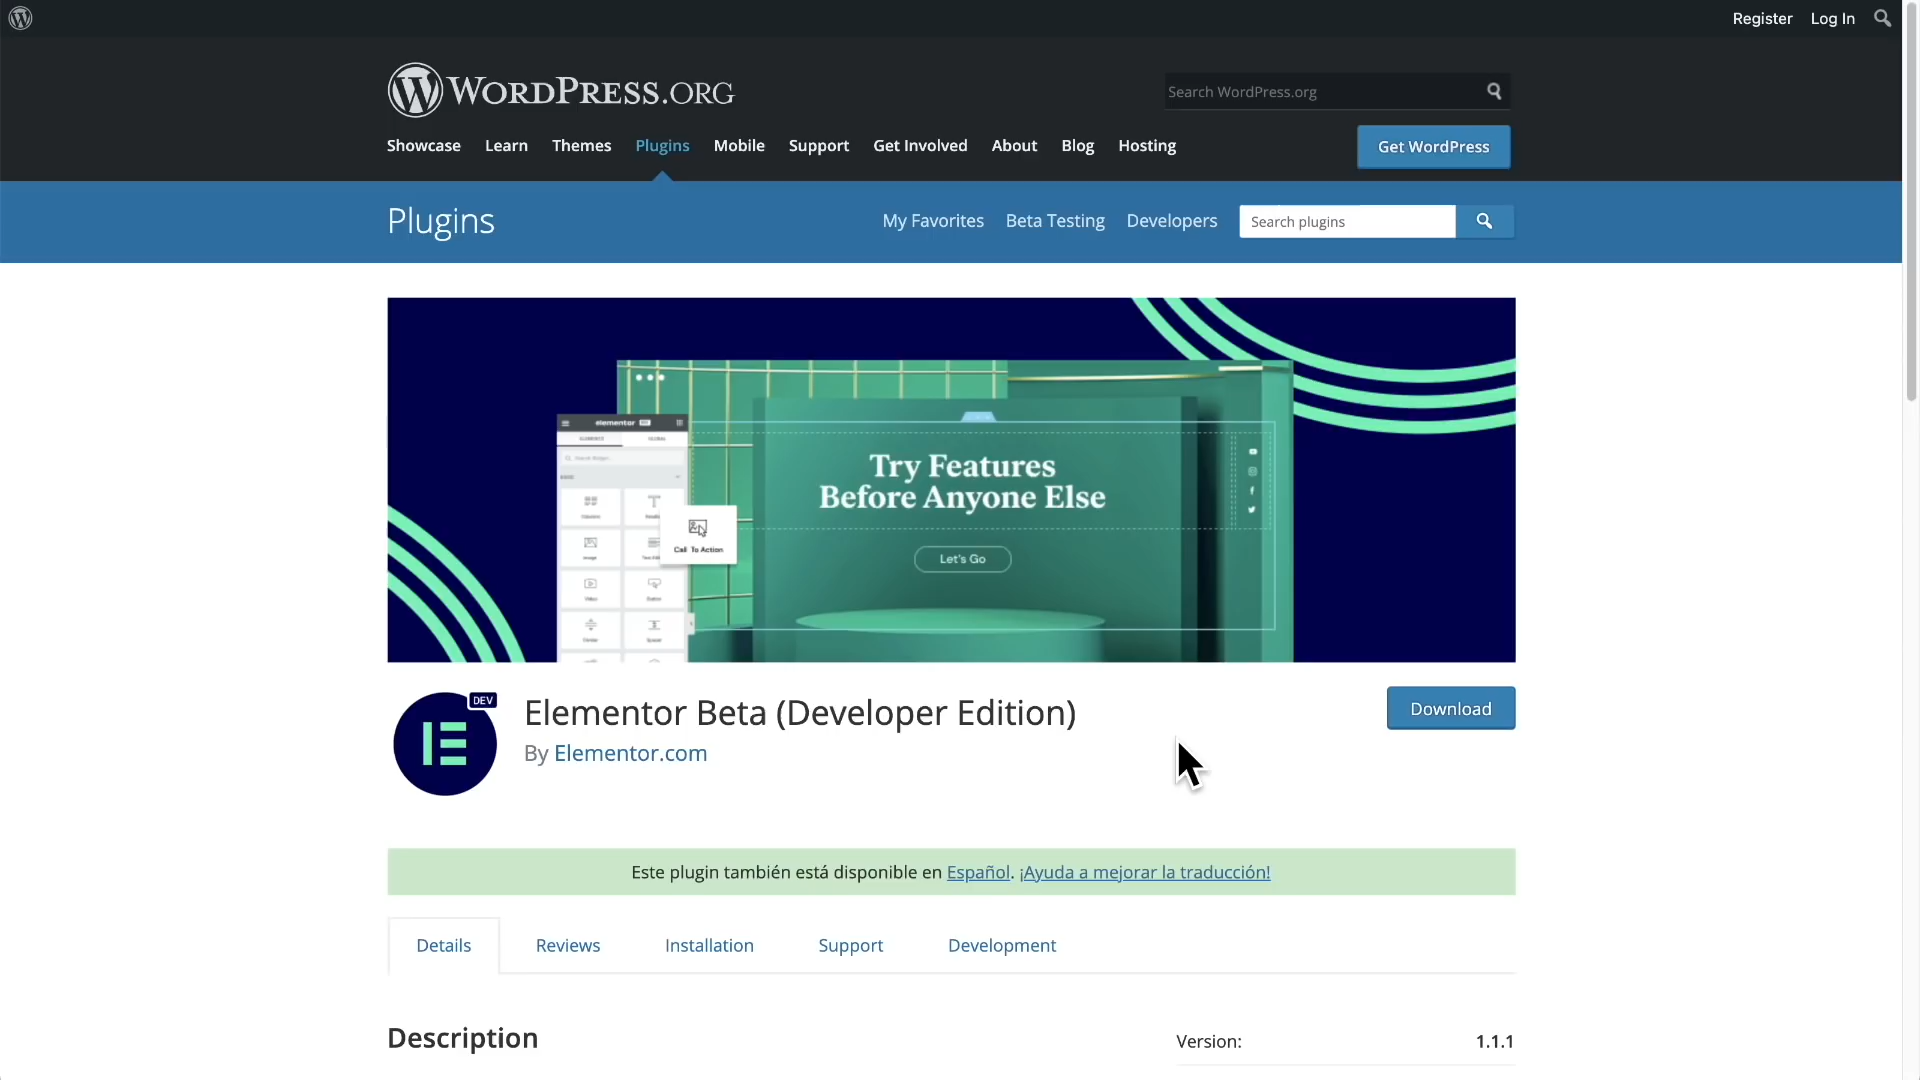 Register Log In
WORDPRESS.ORG
Search WordPress.org
Showcase Learn Themes Plugins Mobile Support Get Involved About Blog Hosting
Get WordPress
Plugins
My Favorites Beta Testing Developers
Search plugins
elementor
ELEMENTS GLOBAL
Try Features
Before Anyone Else
Call To Action
Let's Go
DEV
Elementor Beta (Developer Edition)
By Elementor.com
Download
Este plugin también está disponible en Español. ¡Ayuda a mejorar la traducción!
Details Reviews Installation Support Development
Description
Version: 1.1.1